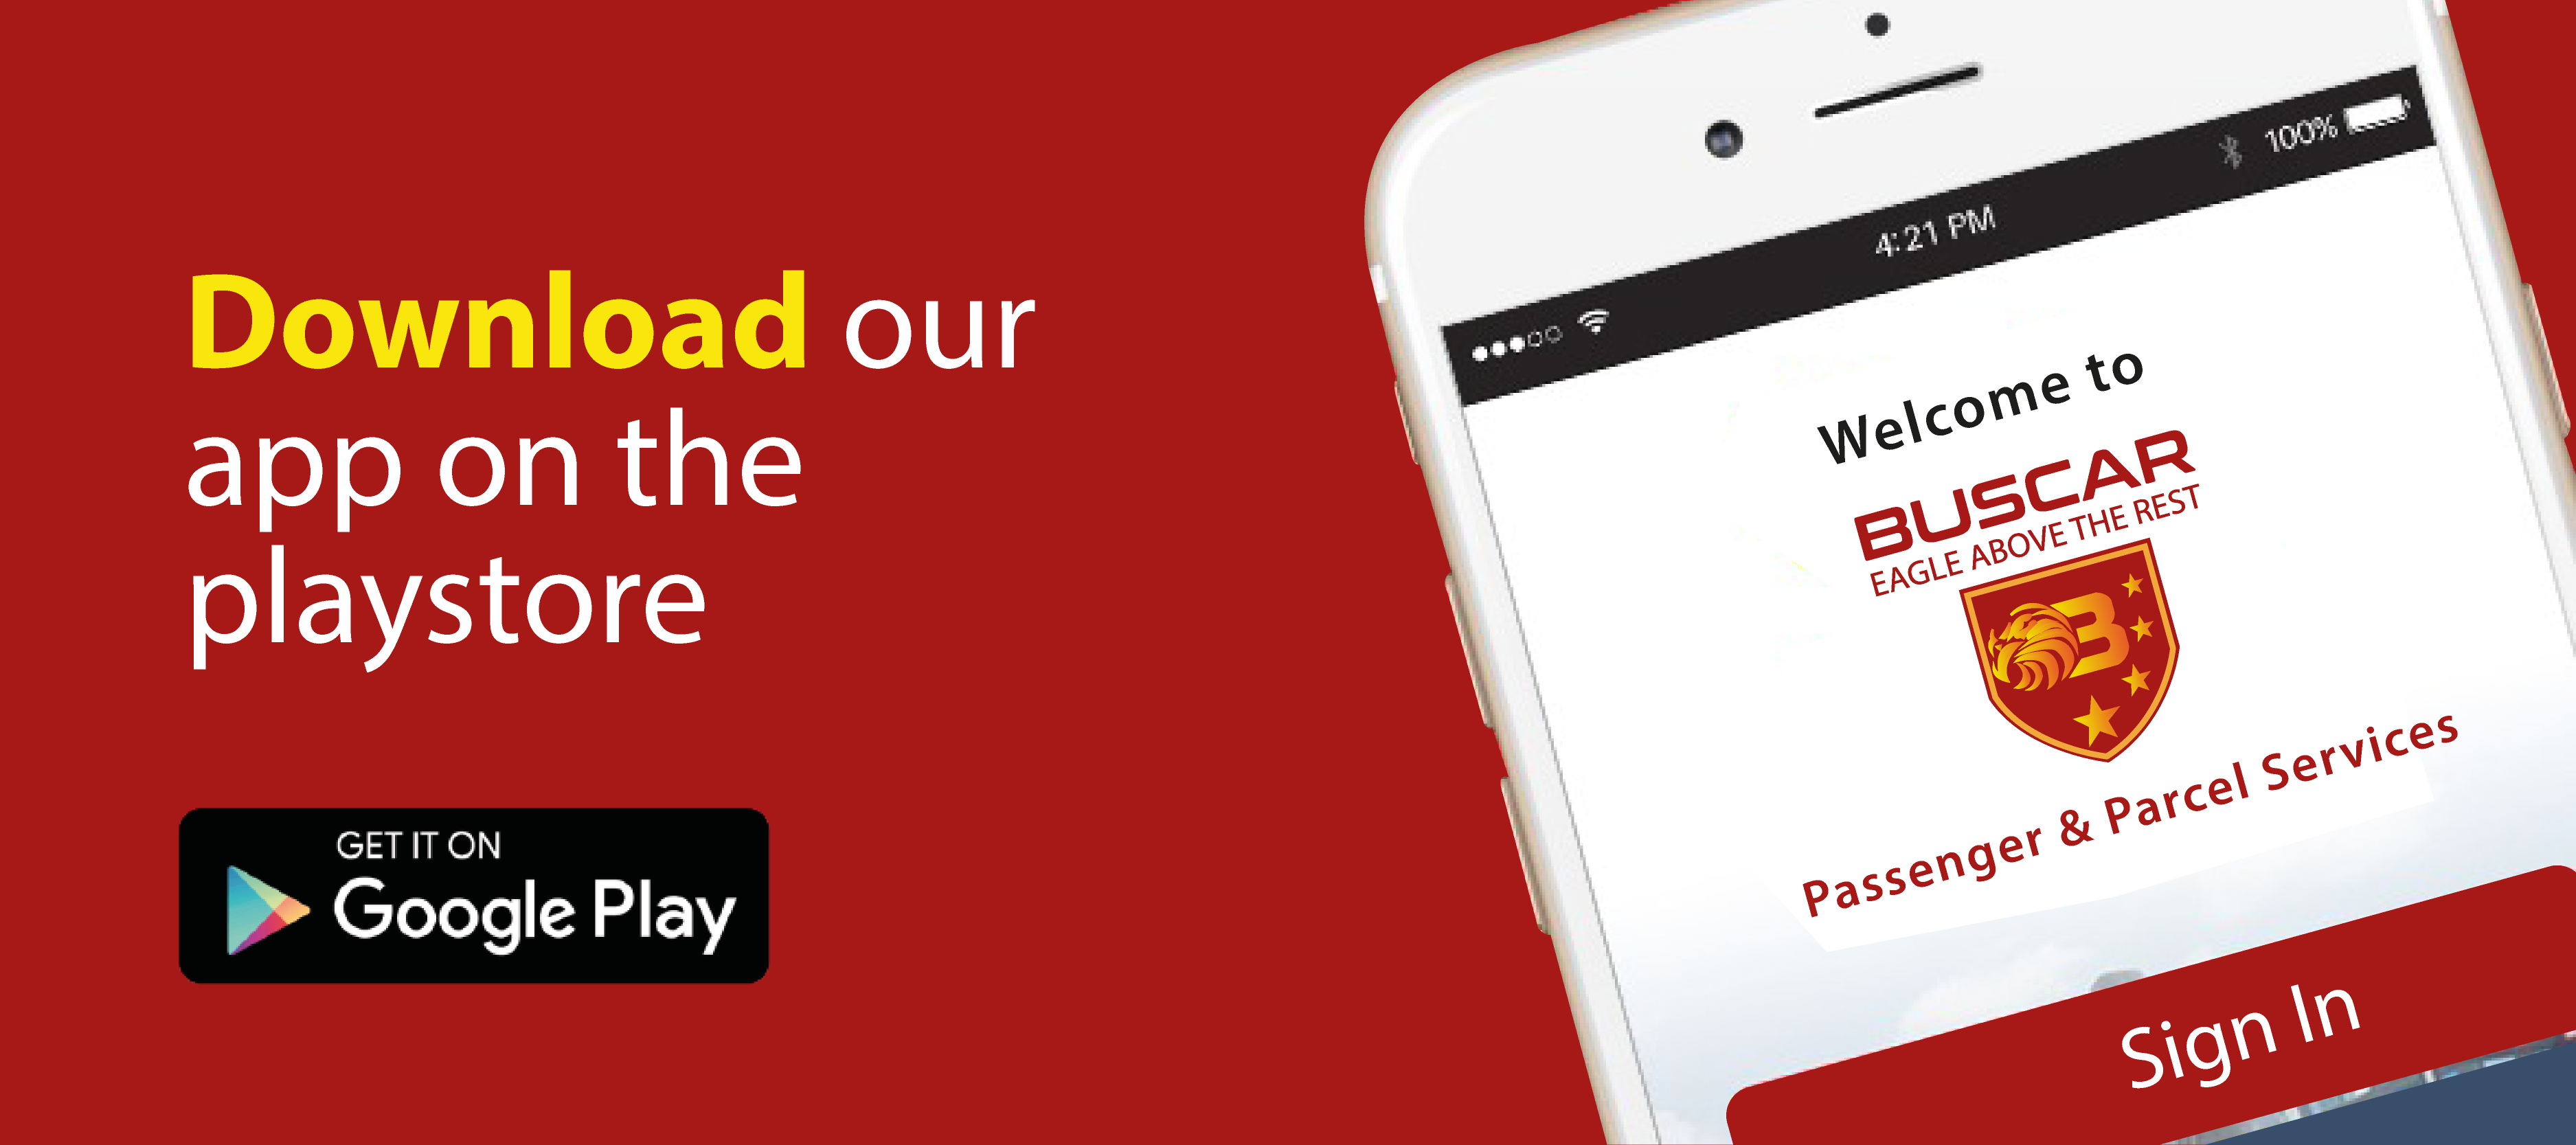 Download our
app on the
playstore
GET IT ON
Google Play
4:21 PM
100%
Welcome to
BUSCAR
EAGLE ABOVE THE REST
B
Passenger & Parcel Services
Sign In